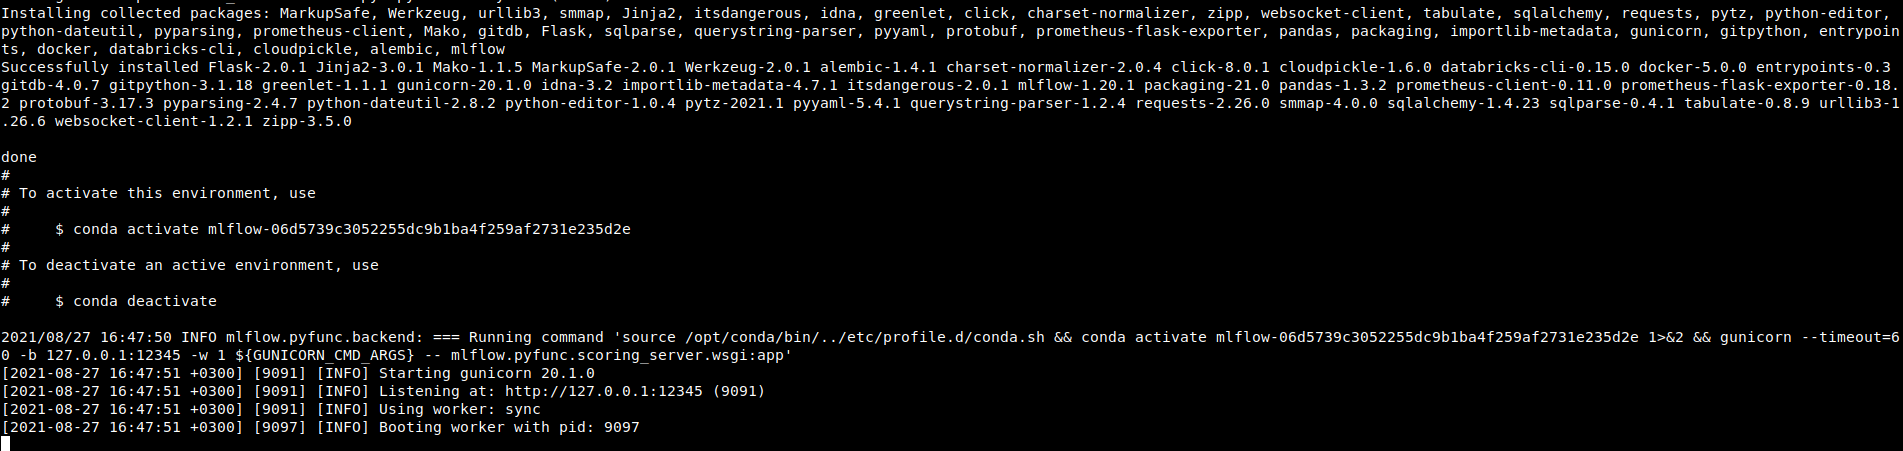 Installing collected packages: MarkupSafe, Werkzeug, urllib3, smmap, Jinja2, itsdangerous, idna, greenlet, click, charset-normalizer, zipp, websocket-client, tabulate, sqlalchemy, requests, pytz, python-editor,
python-dateutil, pyparsing, prometheus-client, Mako, gitdb, Flask, sqlparse, querystring-parser, pyyaml, protobuf, prometheus-flask-exporter, pandas, packaging, importlib-metadata, gunicorn, gitpython, entrypoin
ts, docker, databricks-cli, cloudpickle, alembic, mlflow
Successfully installed Flask-2.0.1 Jinja2-3.0.1 Mako-1.1.5 MarkupSafe-2.0.1 Werkzeug-2.0.1 alembic-1.4.1 charset-normalizer-2.0.4 click-8.0.1 cloudpickle-1.6.0 databricks-cli-0.15.0 docker-5.0.0 entrypoints-0.3
gitdb-4.0.7 gitpython-3.1.18 greenlet-1.1.1 gunicorn-20.1.0 idna-3.2 importlib-metadata-4.7.1 itsdangerous-2.0.1 mlflow-1.20.1 packaging-21.0 pandas-1.3.2 prometheus-client-0.11.0 prometheus-flask-exporter-0.18.
2 protobuf-3.17.3 pyparsing-2.4.7 python-dateutil-2.8.2 python-editor-1.0.4 pytz-2021.1 pyyaml-5.4.1 querystring-parser-1.2.4 requests-2.26.0 smmap-4.0.0 sqlalchemy-1.4.23 sqlparse-0.4.1 tabulate-0.8.9 urllib3-1
.26.6 websocket-client-1.2.1 zipp-3.5.0
done
#
# To activate this environment, use
#
#     $ conda activate mlflow-06d5739c3052255dc9b1ba4f259af2731e235d2e
#
# To deactivate an active environment, use
#
#     $ conda deactivate
2021/08/27 16:47:50 INFO mlflow.pyfunc.backend: === Running command 'source /opt/conda/bin/../etc/profile.d/conda.sh && conda activate mlflow-06d5739c3052255dc9b1ba4f259af2731e235d2e 1>&2 && gunicorn --timeout=6
0 -b 127.0.0.1:12345 -w 1 ${GUNICORN_CMD_ARGS} -- mlflow.pyfunc.scoring_server.wsgi:app'
[2021-08-27 16:47:51 +0300] [9091] [INFO] Starting gunicorn 20.1.0
[2021-08-27 16:47:51 +0300] [9091] [INFO] Listening at: http://127.0.0.1:12345 (9091)
[2021-08-27 16:47:51 +0300] [9091] [INFO] Using worker: sync
[2021-08-27 16:47:51 +0300] [9097] [INFO] Booting worker with pid: 9097